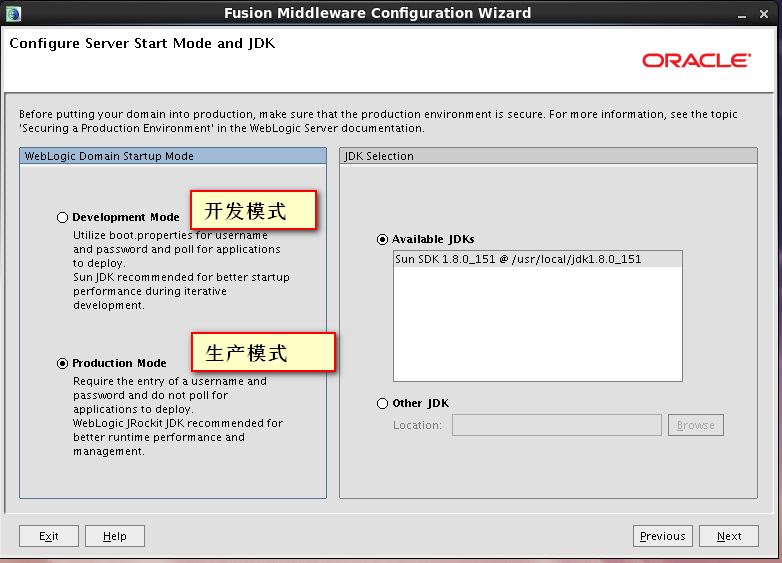 Fusion Middleware Configuration Wizard
Configure Server Start Mode and JDK
ORACLE
Before putting your domain into production, make sure that the production environment is secure. For more information, see the topic
'Securing a Production Environment' in the WebLogic Server documentation.
WebLogic Domain Startup Mode
Development Mode
开发模式
Utilize boot.properties for username
and password and poll for applications
to deploy.
Sun JDK recommended for better startup
performance during iterative
development.
Production Mode
生产模式
Require the entry of a username and
password and do not poll for
applications to deploy.
WebLogic JRockit JDK recommended for
better runtime performance and
management.
JDK Selection
Available JDKs
Sun SDK 1.8.0_151 @ /usr/local/jdk1.8.0_151
Other JDK
Location:
Browse
Exit
Help
Previous
Next